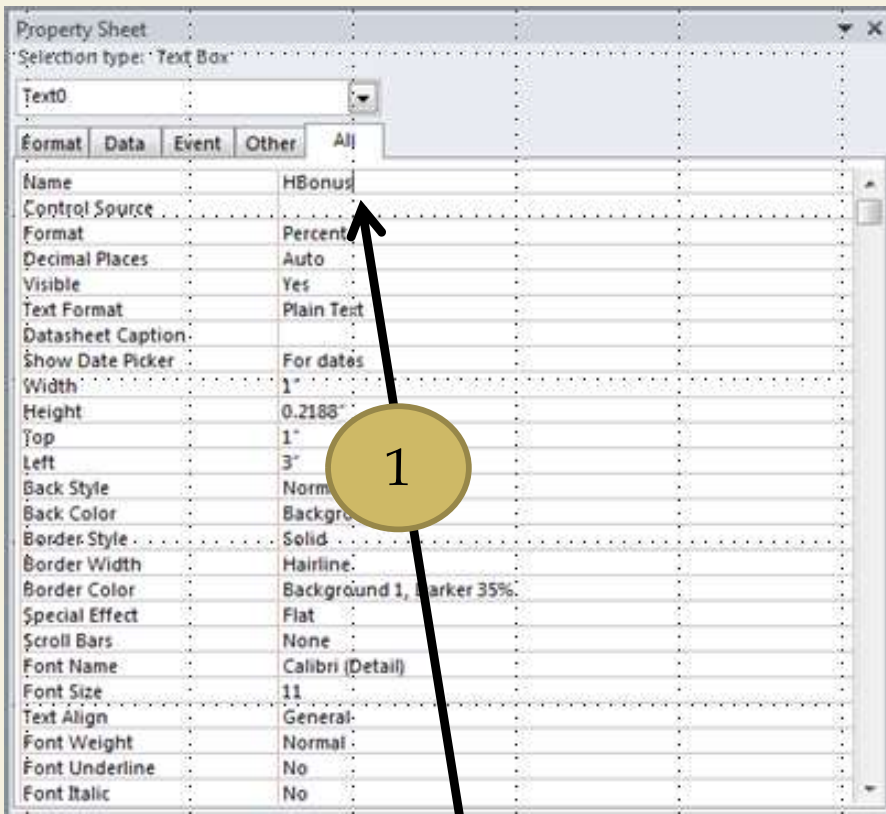 Property Sheet
Selection type: Text Box
Text0
Format Data Event Other All
Name HBonus
Control Source
Format Percent
Decimal Places Auto
Visible Yes
Text Format Plain Text
Datasheet Caption
Show Date Picker For dates
Width 1"
Height 0.2188"
Top 1"
Left 3"
Back Style
Back Color
Border Style Solid
Border Width Hairline
Border Color Background 1, Darker 35%
Special Effect Flat
Scroll Bars None
Font Name Calibri (Detail)
Font Size 11
Text Align General
Font Weight Normal
Font Underline No
Font Italic No
1